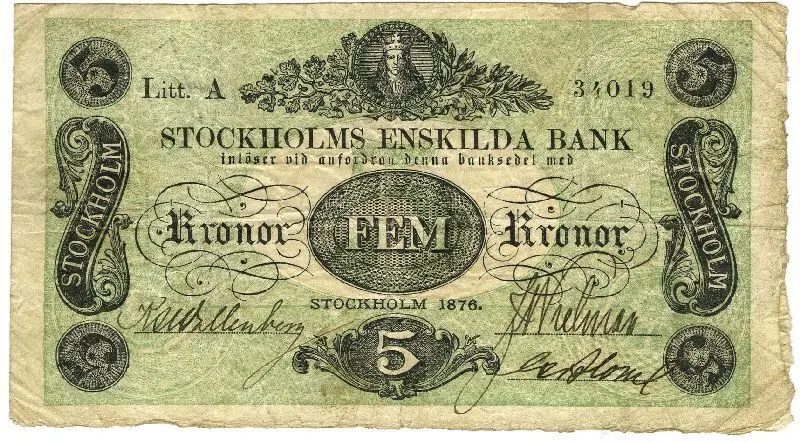 5 5
Litt. A 34019
STOCKHOLMS ENSKILDA BANK
inlöser vid anfordran denna banksedel med
STOCKHOLM STOCKHOLM
Kronor FEM Kronor
STOCKHOLM 1876.
KAWallenberg
5 5 5